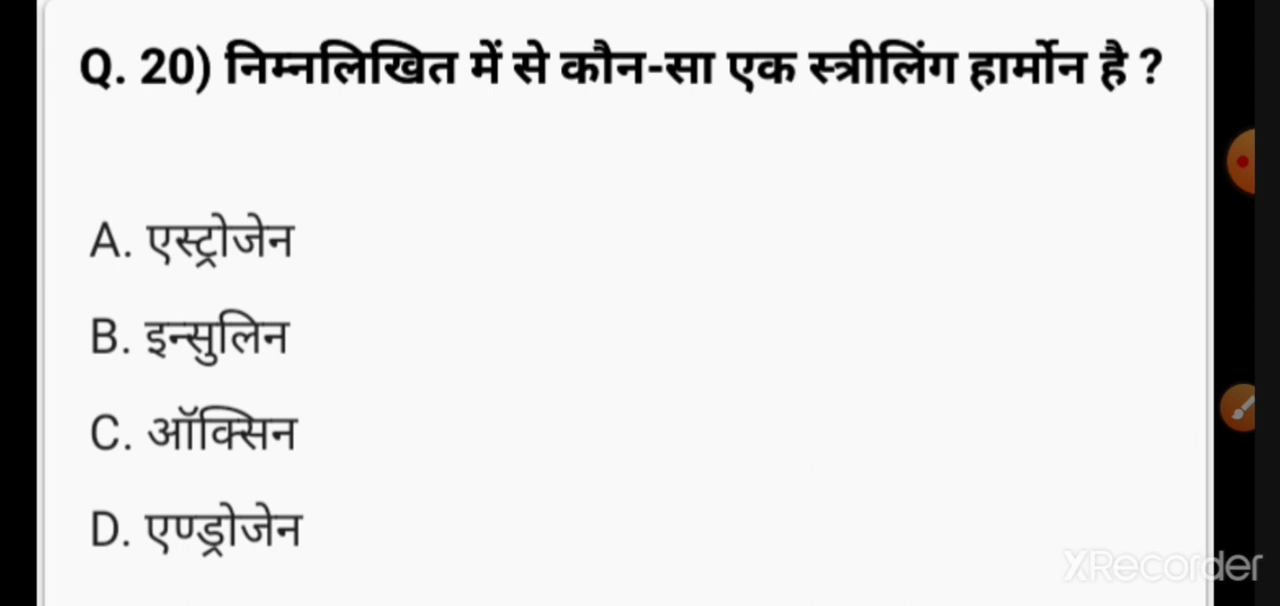 Q. 20) निम्नलिखित में से कौन-सा एक स्त्रीलिंग हार्मोन है ?
A. एस्ट्रोजेन
B. इन्सुलिन
C. ऑक्सिन
D. एण्ड्रोजेन
XRecorder